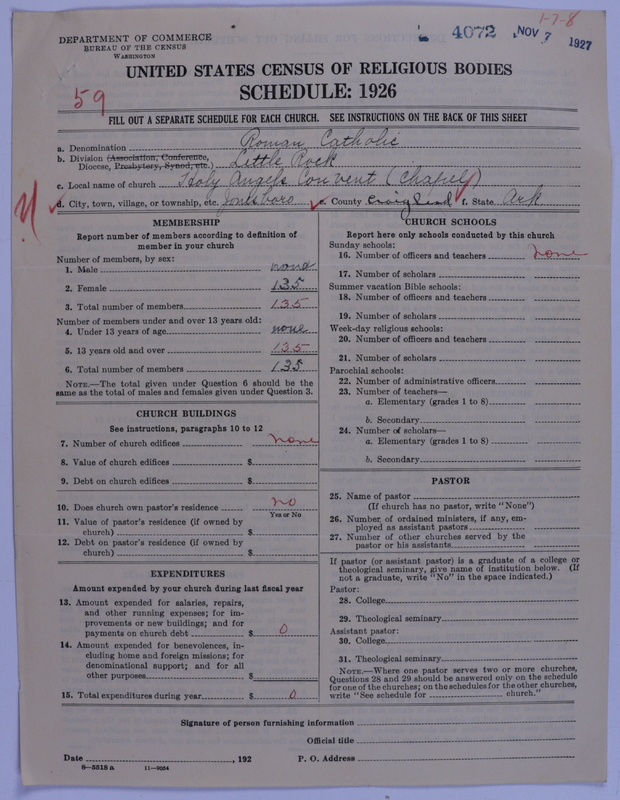 1-7-8
4072 NOV 7 1927
DEPARTMENT OF COMMERCE
BUREAU OF THE CENSUS
WASHINGTON
UNITED STATES CENSUS OF RELIGIOUS BODIES
59
SCHEDULE: 1926
FILL OUT A SEPARATE SCHEDULE FOR EACH CHURCH. SEE INSTRUCTIONS ON THE BACK OF THIS SHEET
a. Denomination Roman Catholic
b. Division (Association, Conference, Diocese, Presbytery, Synod, etc.) Little Rock
c. Local name of church Holy Angels Convent (Chapel)
d. City, town, village, or township, etc. Jonesboro e. County Craighead f. State Ark
MEMBERSHIP
Report number of members according to definition of
member in your church
Number of members, by sex:
1. Male none
2. Female 135
3. Total number of members 135
Number of members under and over 13 years old:
4. Under 13 years of age none
5. 13 years old and over 135
6. Total number of members 135
NOTE.—The total given under Question 6 should be the
same as the total of males and females given under Question 3.
CHURCH BUILDINGS
See instructions, paragraphs 10 to 12
7. Number of church edifices none
8. Value of church edifices $
9. Debt on church edifices $
10. Does church own pastor's residence no
Yes or No
11. Value of pastor's residence (if owned by
church) $
12. Debt on pastor's residence (if owned by
church) $
EXPENDITURES
Amount expended by your church during last fiscal year
13. Amount expended for salaries, repairs,
and other running expenses; for im-
provements or new buildings; and for
payments on church debt $ 0
14. Amount expended for benevolences, in-
cluding home and foreign missions; for
denominational support; and for all
other purposes $
15. Total expenditures during year $ 0
CHURCH SCHOOLS
Report here only schools conducted by this church
Sunday schools:
16. Number of officers and teachers none
17. Number of scholars
Summer vacation Bible schools:
18. Number of officers and teachers
19. Number of scholars
Week-day religious schools:
20. Number of officers and teachers
21. Number of scholars
Parochial schools:
22. Number of administrative officers
23. Number of teachers—
a. Elementary (grades 1 to 8)
b. Secondary
24. Number of scholars—
a. Elementary (grades 1 to 8)
b. Secondary
PASTOR
25. Name of pastor
(If church has no pastor, write "None")
26. Number of ordained ministers, if any, em-
ployed as assistant pastors
27. Number of other churches served by the
pastor or his assistants
If pastor (or assistant pastor) is a graduate of a college or
theological seminary, give name of institution below. (If
not a graduate, write "No" in the space indicated.)
Pastor:
28. College
29. Theological seminary
Assistant pastor:
30. College
31. Theological seminary
NOTE.—Where one pastor serves two or more churches,
Questions 28 and 29 should be answered only on the schedule
for one of the churches; on the schedules for the other churches,
write "See schedule for church."
Signature of person furnishing information
Official title
Date , 192 P. O. Address
8—5518 a 11—9024